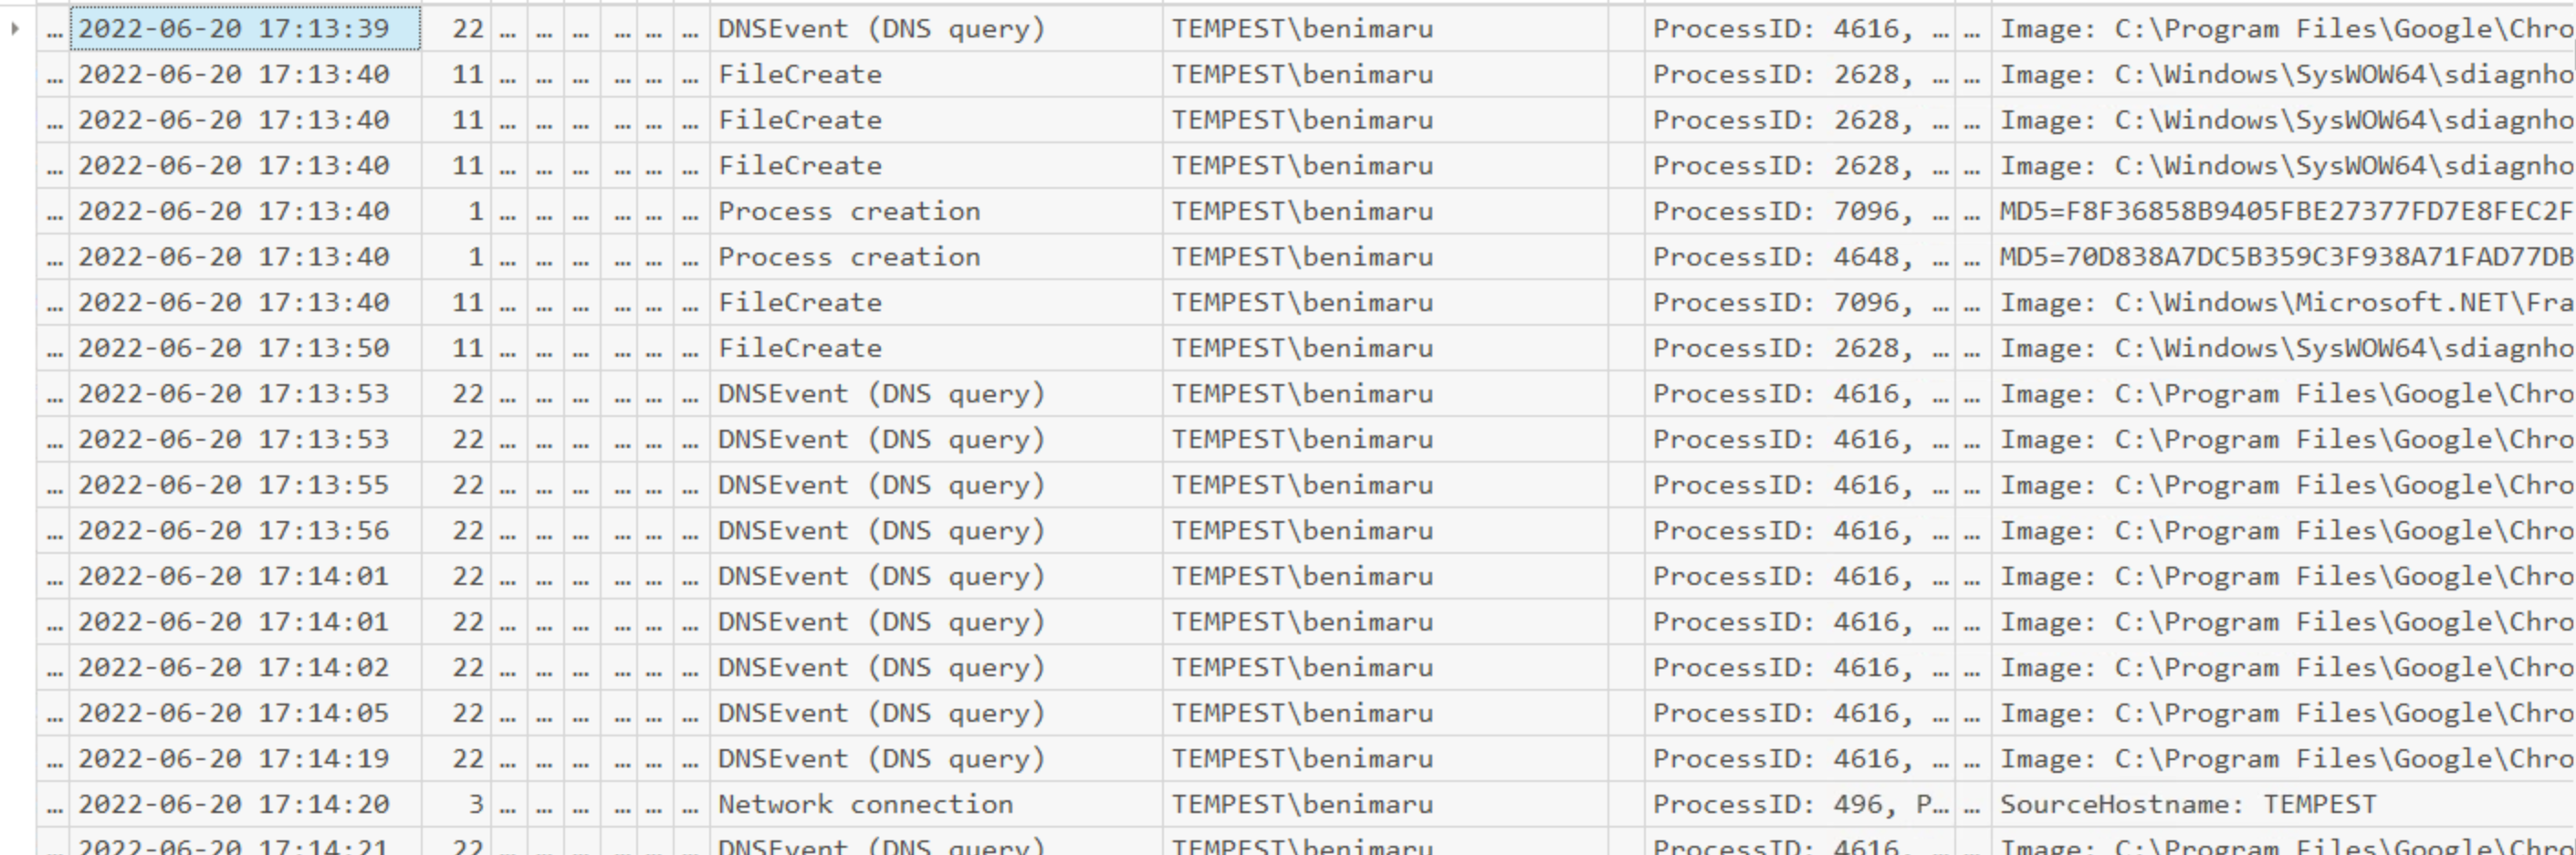 … 2022-06-20 17:13:39 22 … … … … … DNSEvent (DNS query) TEMPEST\benimaru ProcessID: 4616, … … Image: C:\Program Files\Google\Chro
… 2022-06-20 17:13:40 11 … … … … … FileCreate TEMPEST\benimaru ProcessID: 2628, … … Image: C:\Windows\SysWOW64\sdiagnho
… 2022-06-20 17:13:40 11 … … … … … FileCreate TEMPEST\benimaru ProcessID: 2628, … … Image: C:\Windows\SysWOW64\sdiagnho
… 2022-06-20 17:13:40 11 … … … … … FileCreate TEMPEST\benimaru ProcessID: 2628, … … Image: C:\Windows\SysWOW64\sdiagnho
… 2022-06-20 17:13:40 1 … … … … … Process creation TEMPEST\benimaru ProcessID: 7096, … … MD5=F8F36858B9405FBE27377FD7E8FEC2F
… 2022-06-20 17:13:40 1 … … … … … Process creation TEMPEST\benimaru ProcessID: 4648, … … MD5=70D838A7DC5B359C3F938A71FAD77DB
… 2022-06-20 17:13:40 11 … … … … … FileCreate TEMPEST\benimaru ProcessID: 7096, … … Image: C:\Windows\Microsoft.NET\Fra
… 2022-06-20 17:13:50 11 … … … … … FileCreate TEMPEST\benimaru ProcessID: 2628, … … Image: C:\Windows\SysWOW64\sdiagnho
… 2022-06-20 17:13:53 22 … … … … … DNSEvent (DNS query) TEMPEST\benimaru ProcessID: 4616, … … Image: C:\Program Files\Google\Chro
… 2022-06-20 17:13:53 22 … … … … … DNSEvent (DNS query) TEMPEST\benimaru ProcessID: 4616, … … Image: C:\Program Files\Google\Chro
… 2022-06-20 17:13:55 22 … … … … … DNSEvent (DNS query) TEMPEST\benimaru ProcessID: 4616, … … Image: C:\Program Files\Google\Chro
… 2022-06-20 17:13:56 22 … … … … … DNSEvent (DNS query) TEMPEST\benimaru ProcessID: 4616, … … Image: C:\Program Files\Google\Chro
… 2022-06-20 17:14:01 22 … … … … … DNSEvent (DNS query) TEMPEST\benimaru ProcessID: 4616, … … Image: C:\Program Files\Google\Chro
… 2022-06-20 17:14:01 22 … … … … … DNSEvent (DNS query) TEMPEST\benimaru ProcessID: 4616, … … Image: C:\Program Files\Google\Chro
… 2022-06-20 17:14:02 22 … … … … … DNSEvent (DNS query) TEMPEST\benimaru ProcessID: 4616, … … Image: C:\Program Files\Google\Chro
… 2022-06-20 17:14:05 22 … … … … … DNSEvent (DNS query) TEMPEST\benimaru ProcessID: 4616, … … Image: C:\Program Files\Google\Chro
… 2022-06-20 17:14:19 22 … … … … … DNSEvent (DNS query) TEMPEST\benimaru ProcessID: 4616, … … Image: C:\Program Files\Google\Chro
… 2022-06-20 17:14:20 3 … … … … … Network connection TEMPEST\benimaru ProcessID: 496, P… … SourceHostname: TEMPEST
… 2022-06-20 17:14:21 22 … … … … … DNSEvent (DNS query) TEMPEST\benimaru ProcessID: 4616, … … Image: C:\Program Files\Google\Chro